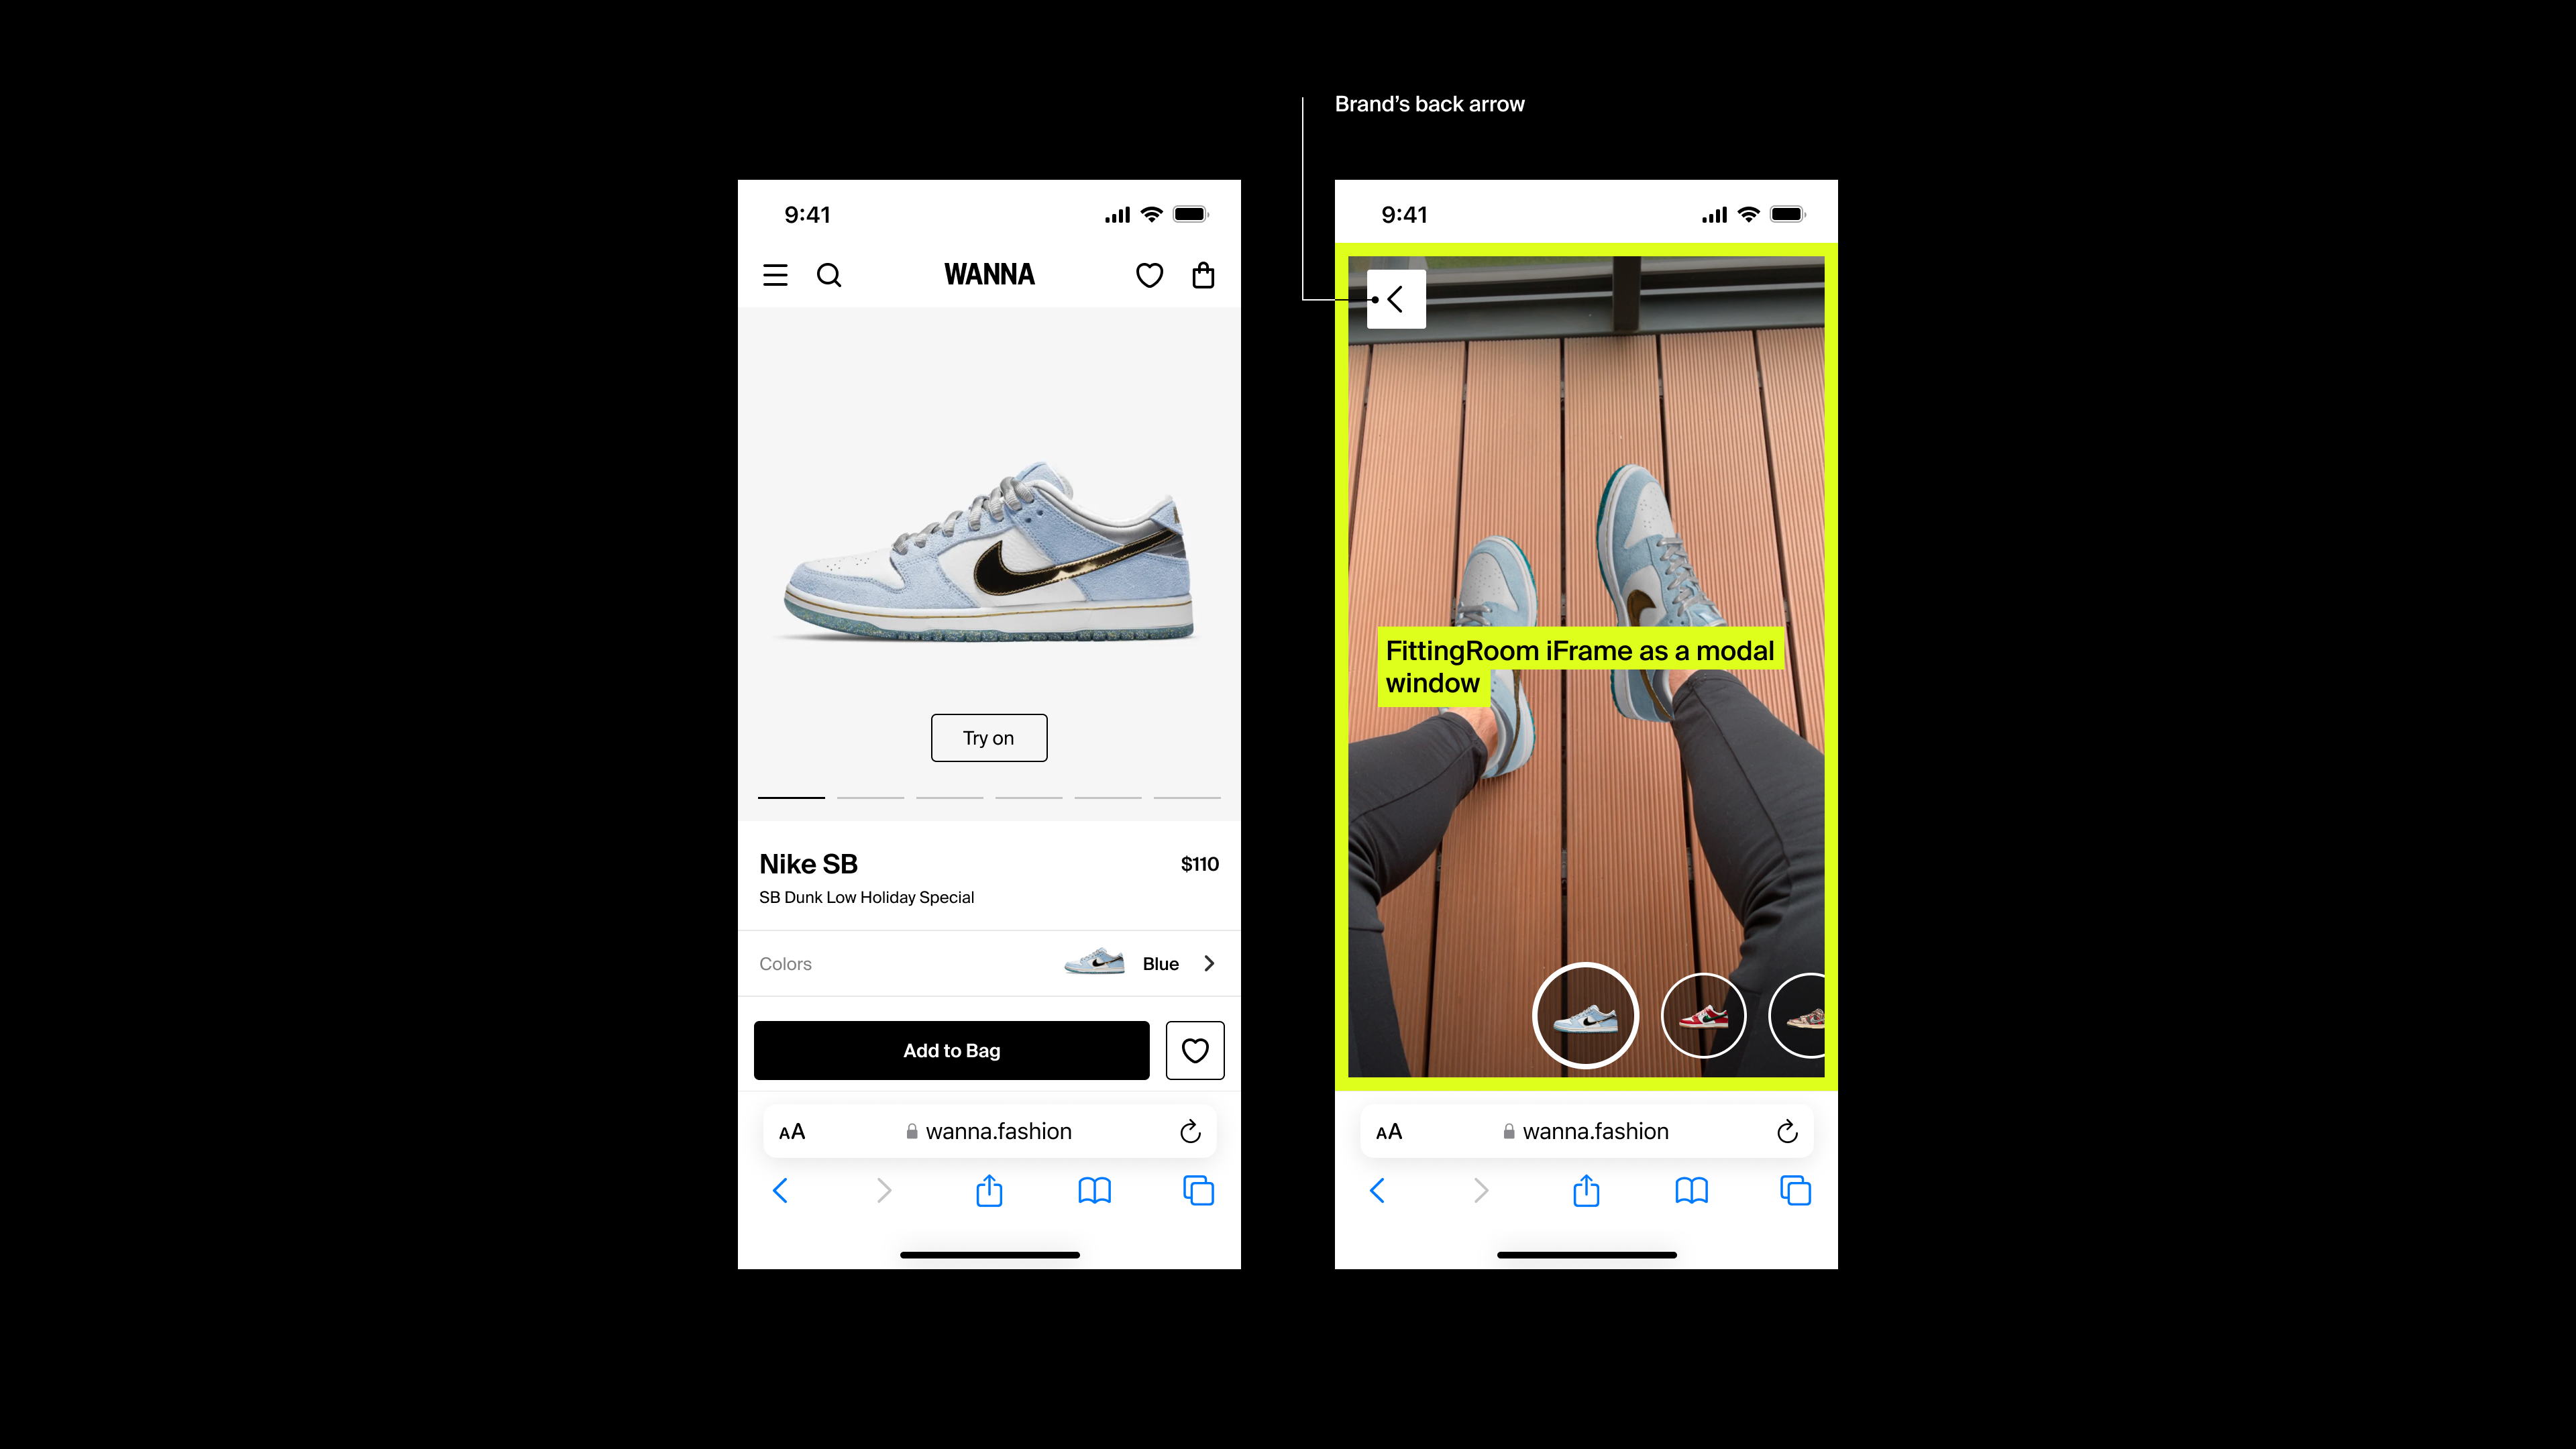 Brand’s back arrow
9:41
WANNA
Try on
Nike SB
$110
SB Dunk Low Holiday Special
Colors
Blue
Add to Bag
AA
wanna.fashion
9:41
FittingRoom iFrame as a modal
window
AA
wanna.fashion